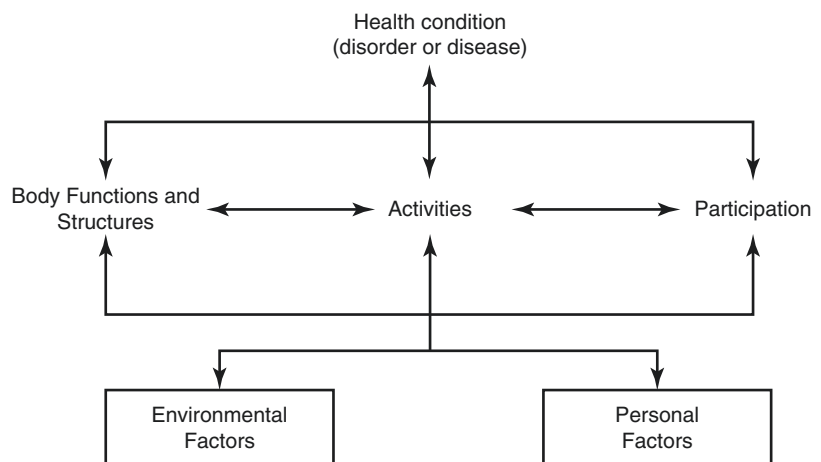 Health condition
(disorder or disease)
Body Functions and
Structures
Activities
Participation
Environmental
Factors
Personal
Factors